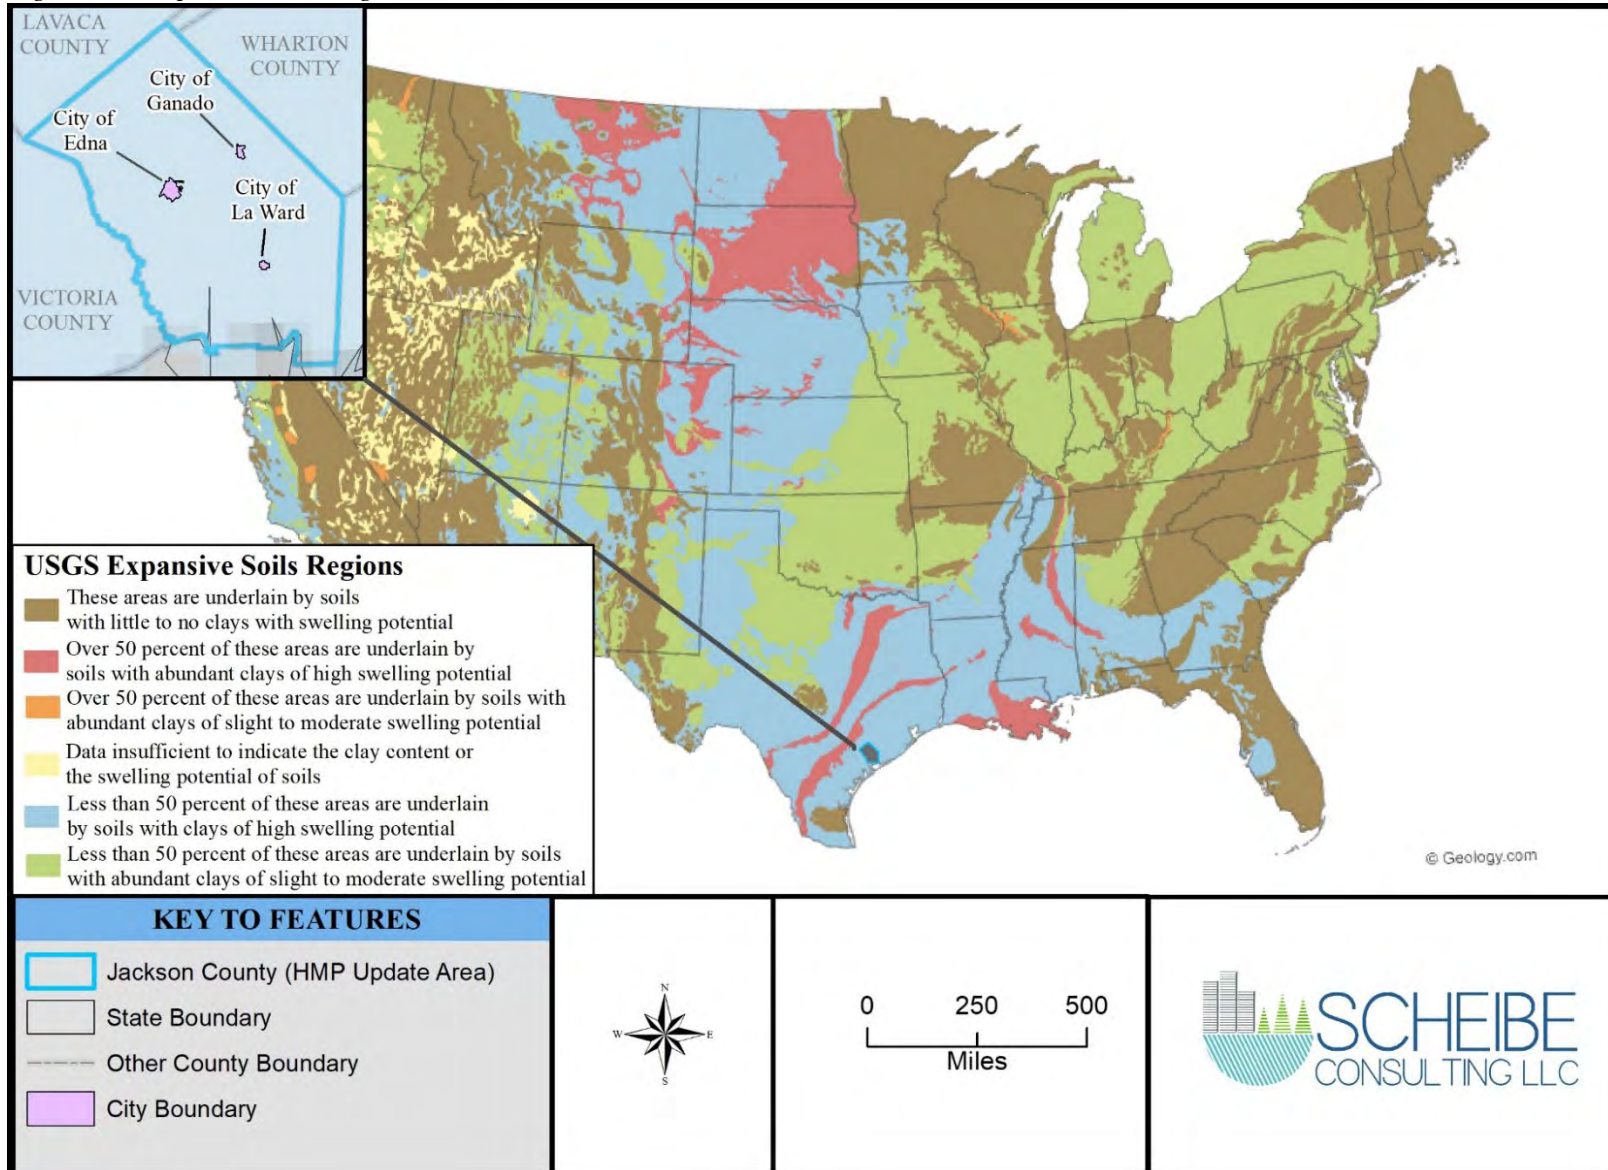 LAVACA
COUNTY
WHARTON
COUNTY
City of
Ganado
City of
Edna
City of
La Ward
VICTORIA
COUNTY
USGS Expansive Soils Regions
These areas are underlain by soils
with little to no clays with swelling potential
Over 50 percent of these areas are underlain by
soils with abundant clays of high swelling potential
Over 50 percent of these areas are underlain by soils with
abundant clays of slight to moderate swelling potential
Data insufficient to indicate the clay content or
the swelling potential of soils
Less than 50 percent of these areas are underlain
by soils with clays of high swelling potential
Less than 50 percent of these areas are underlain by soils
with abundant clays of slight to moderate swelling potential
© Geology.com
KEY TO FEATURES
Jackson County (HMP Update Area)
State Boundary
Other County Boundary
City Boundary
N
W E
S
0 250 500
Miles
SCHEIBE
CONSULTING LLC